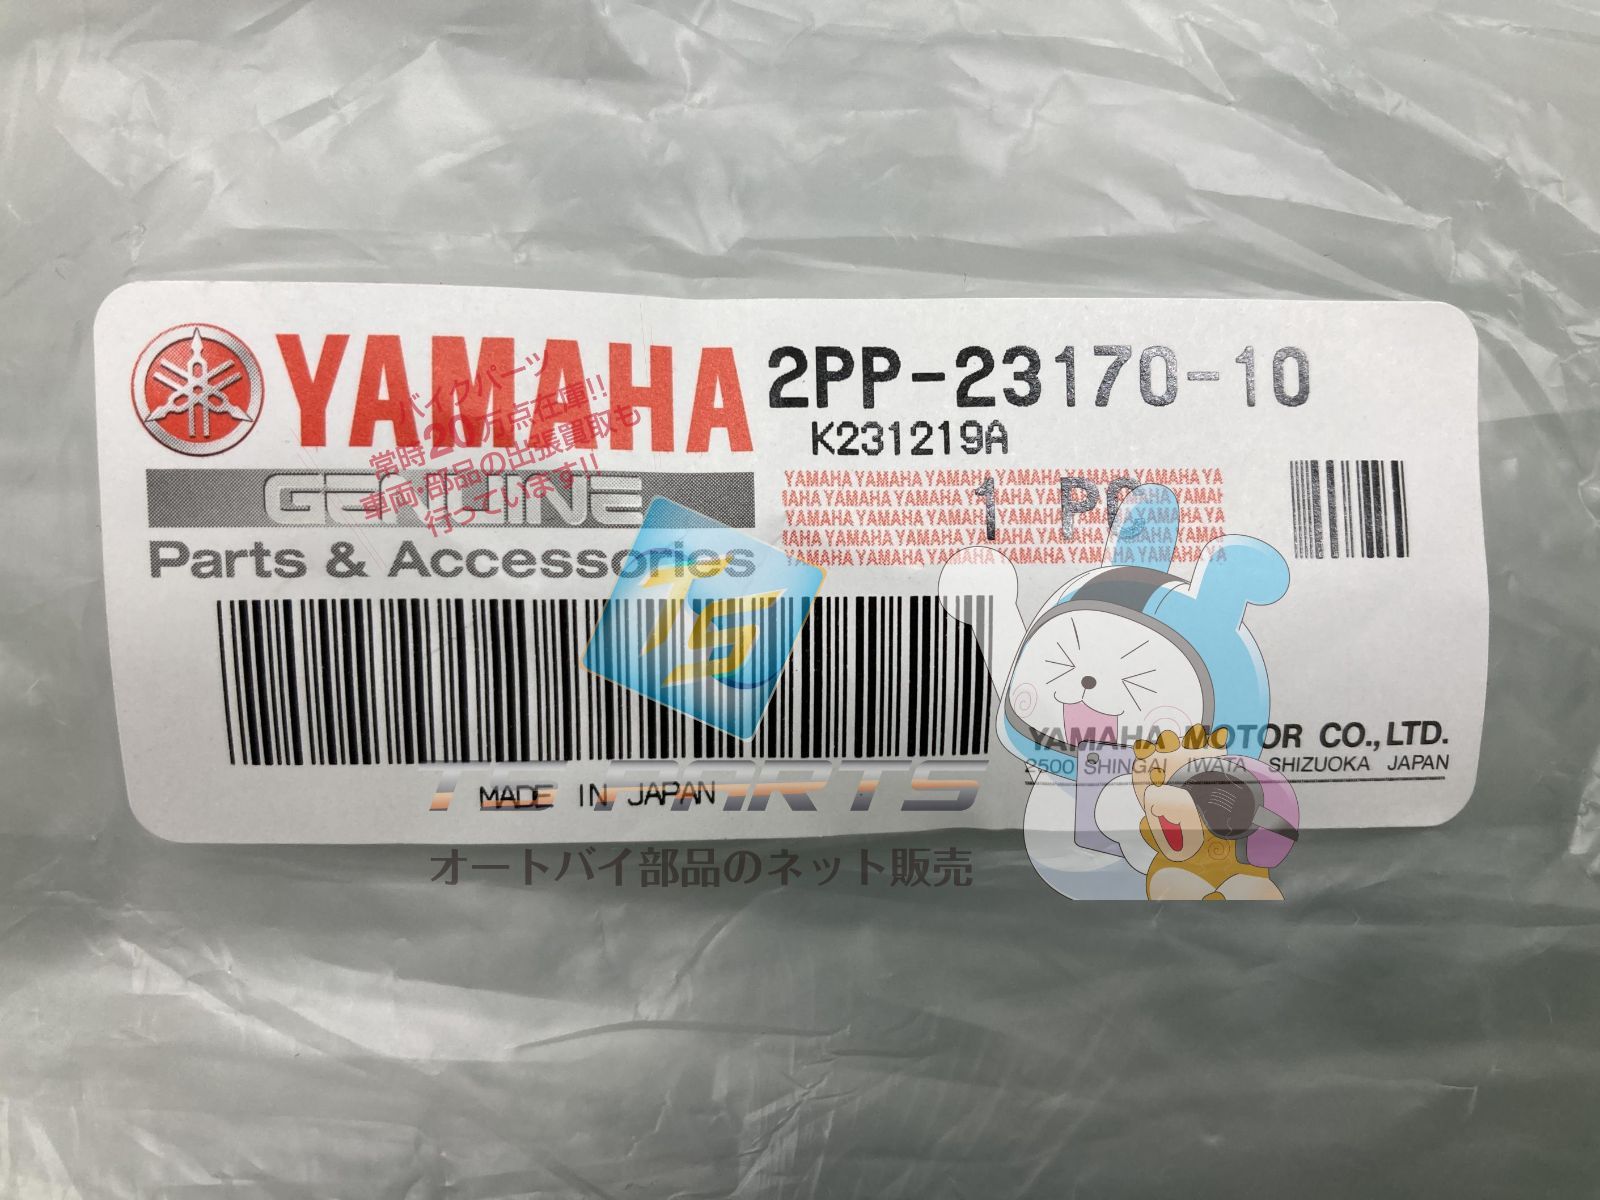 YAMAHA 2PP-23170-10
K231219A
バイクパーツ
常時20万点在庫!!
車両・部品の出張買取も
行っています!!
GENUINE
YAMAHA YAMAHA YAMAHA YAMAHA YAMAHA YAMAHA YA
1 PC
Parts & Accessories
TS
YAMAHA MOTOR CO.,LTD.
2500 SHINGAI IWATA SHIZUOKA JAPAN
MADE IN JAPAN
TS PARTS
オートバイ部品のネット販売